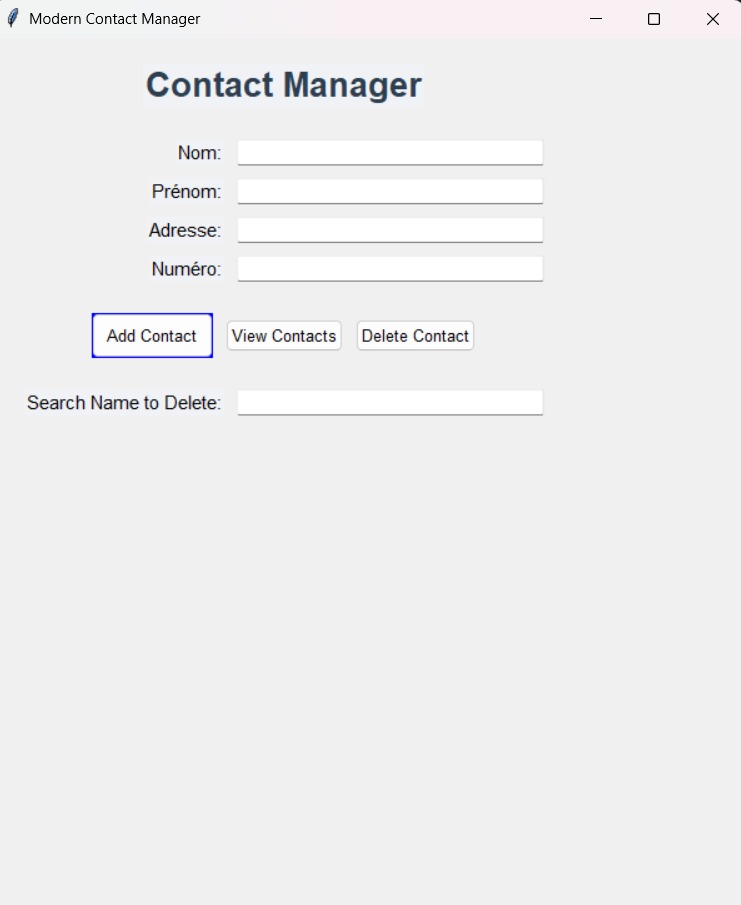 Modern Contact Manager
Contact Manager
Nom:
Prénom:
Adresse:
Numéro:
Add Contact View Contacts Delete Contact
Search Name to Delete: